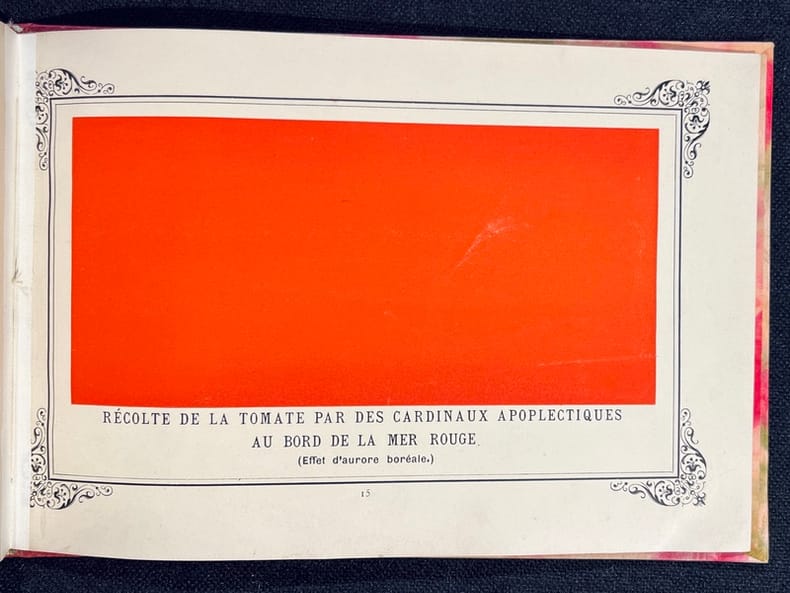 RÉCOLTE DE LA TOMATE PAR DES CARDINAUX APOPLECTIQUES
AU BORD DE LA MER ROUGE.
(Effet d'aurore boréale.)
15